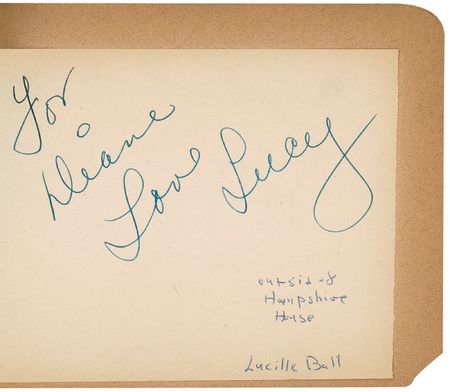 For
Diane
Love Lucy
outside of
Hampshire
House
Lucille Ball